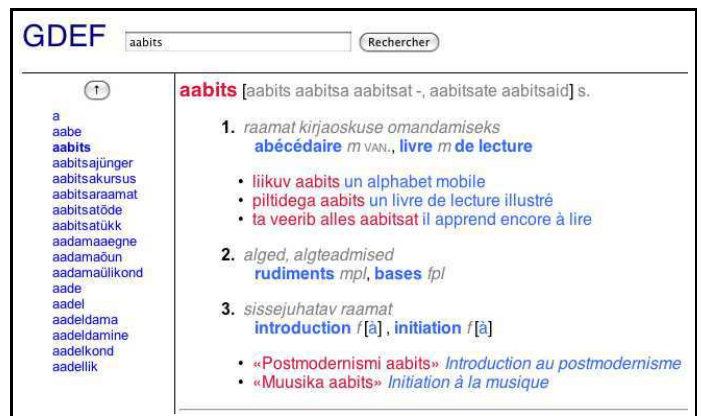 GDEF
aabits
Rechercher
↑
a
aabe
aabits
aabitsajünger
aabitsakursus
aabitsaraamat
aabitsatõde
aabitsatükk
aadamaaegne
aadamaõun
aadamaülikond
aade
aadel
aadeldama
aadeldamine
aadelkond
aadellik
aabits [aabits aabitsa aabitsat -, aabitsate aabitsaid] s.
1. raamat kirjaoskuse omandamiseks
abécédaire m VAN., livre m de lecture
• liikuv aabits un alphabet mobile
• piltidega aabits un livre de lecture illustré
• ta veerib alles aabitsat il apprend encore à lire
2. alged, algteadmised
rudiments mpl, bases fpl
3. sissejuhatav raamat
introduction f [à] , initiation f [à]
• «Postmodernismi aabits» Introduction au postmodernisme
• «Muusika aabits» Initiation à la musique